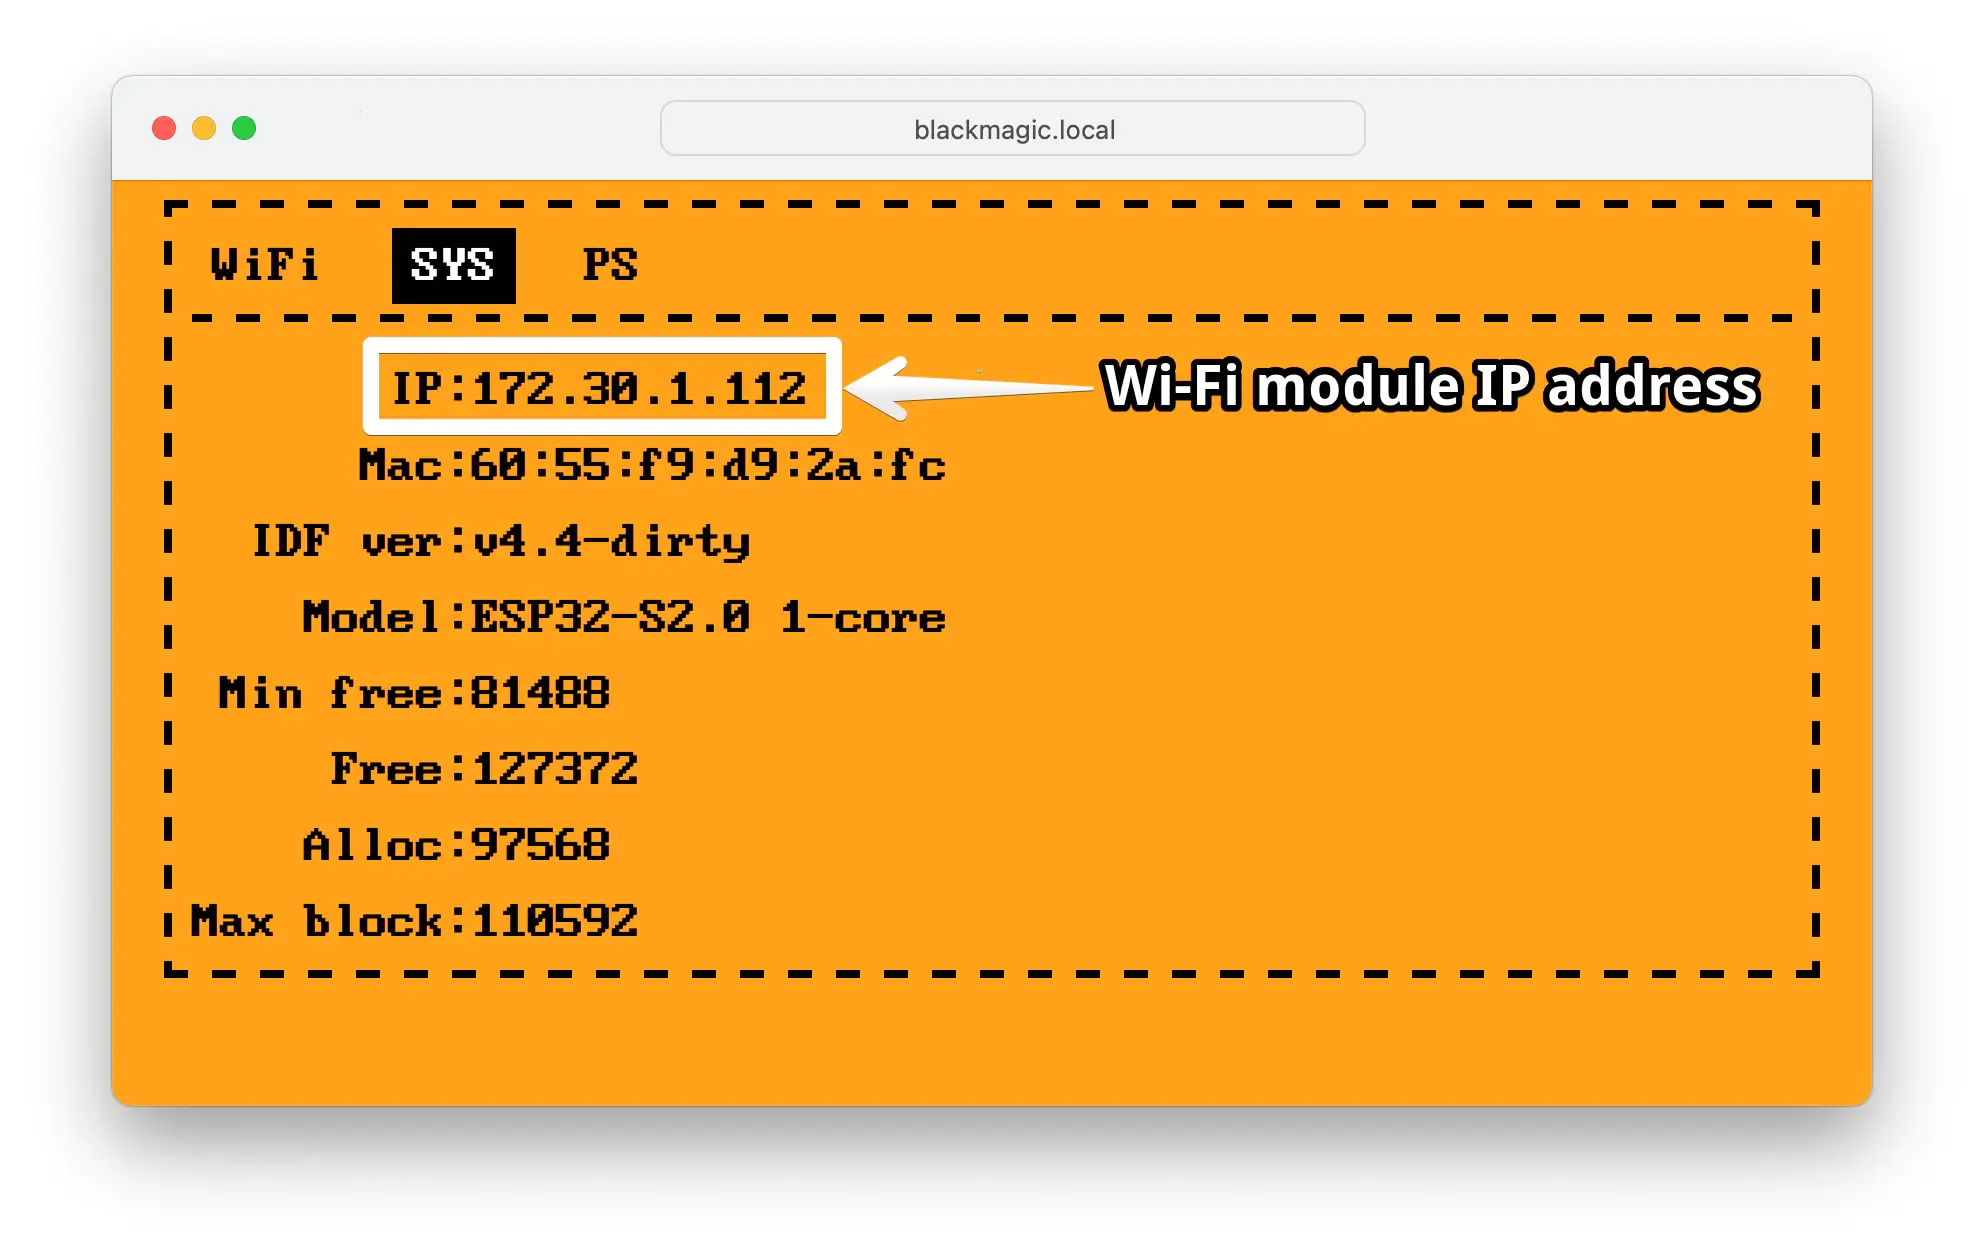 blackmagic.local
WiFi SYS PS
IP:172.30.1.112
Wi-Fi module IP address
Mac:60:55:f9:d9:2a:fc
IDF ver:v4.4-dirty
Model:ESP32-S2.0 1-core
Min free:81488
Free:127372
Alloc:97568
Max block:110592